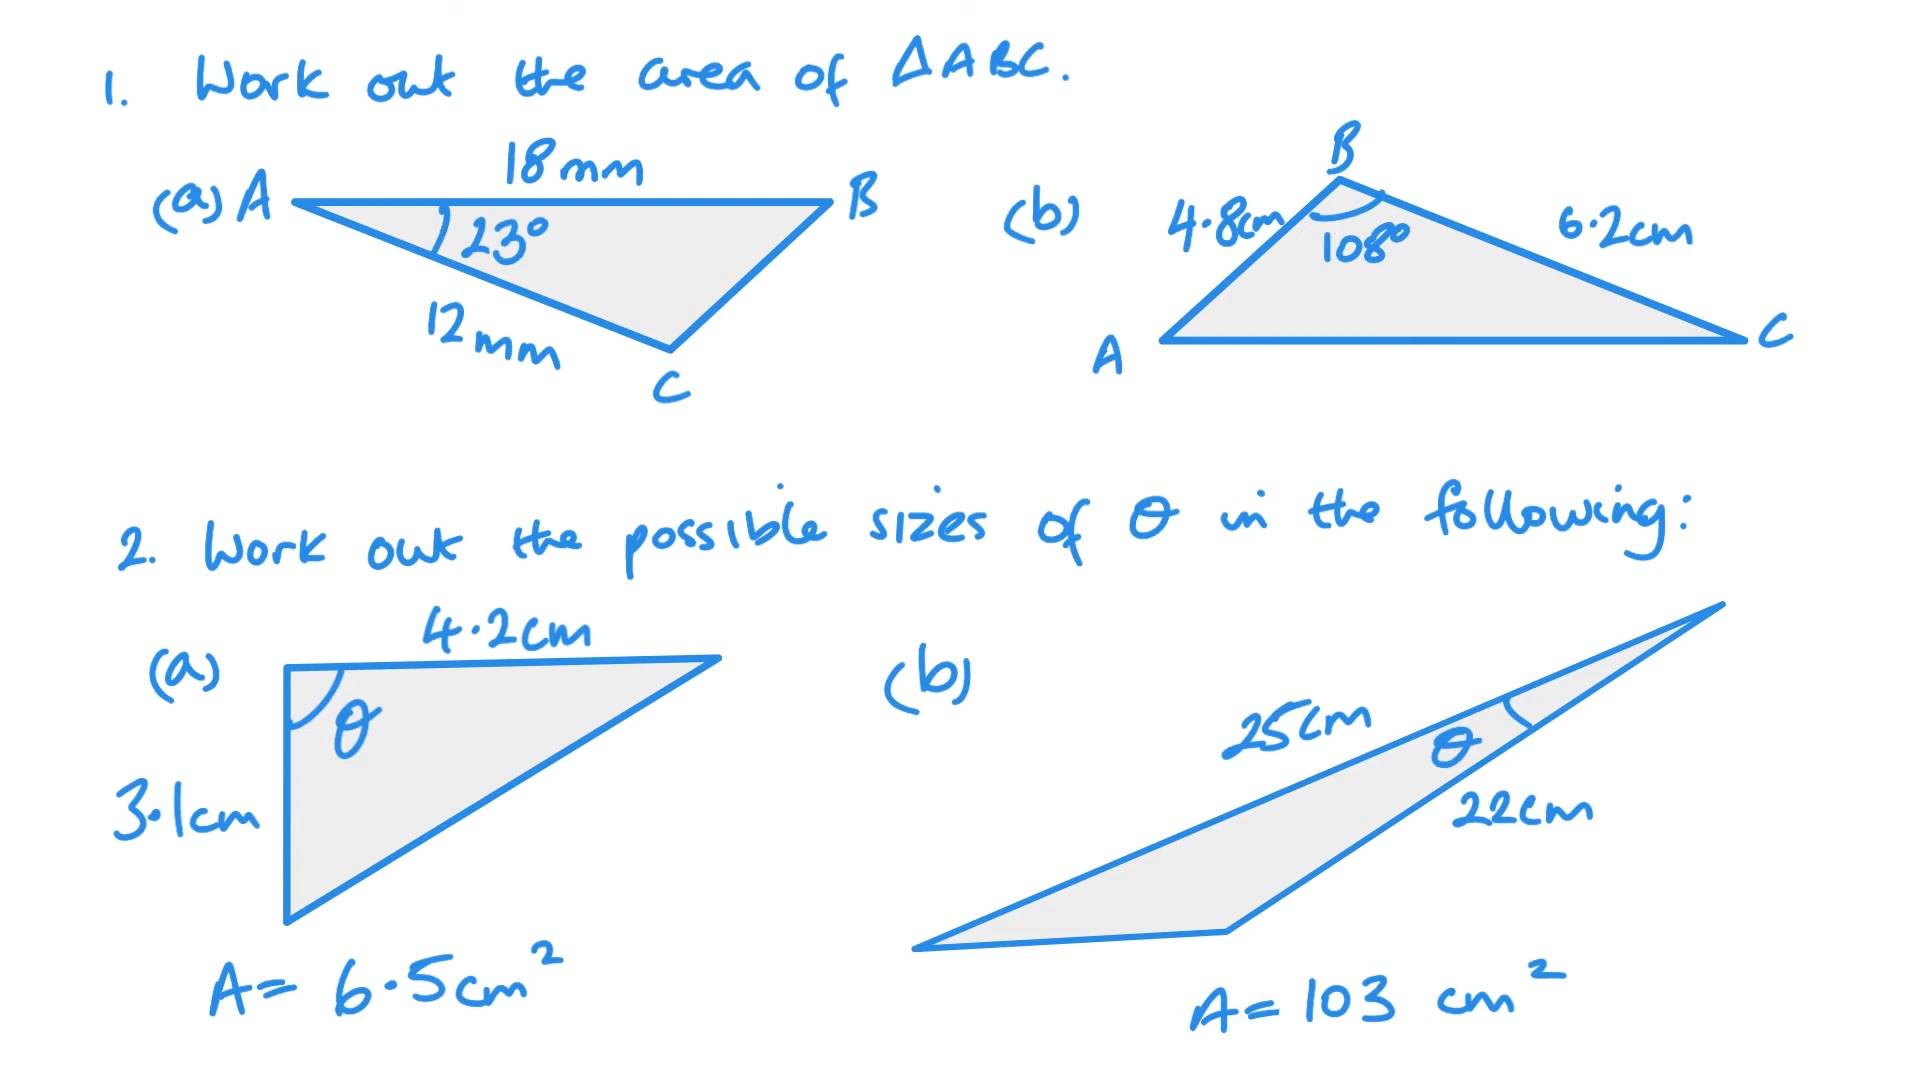 1. Work out the area of ΔABC.
(a) A 18mm B
23°
12mm
C
(b) B
4.8cm 108° 6.2cm
A C
2. Work out the possible sizes of θ in the following:
(a) 4.2cm
θ
3.1cm
A = 6.5cm²
(b)
25cm
θ
22cm
A = 103 cm²